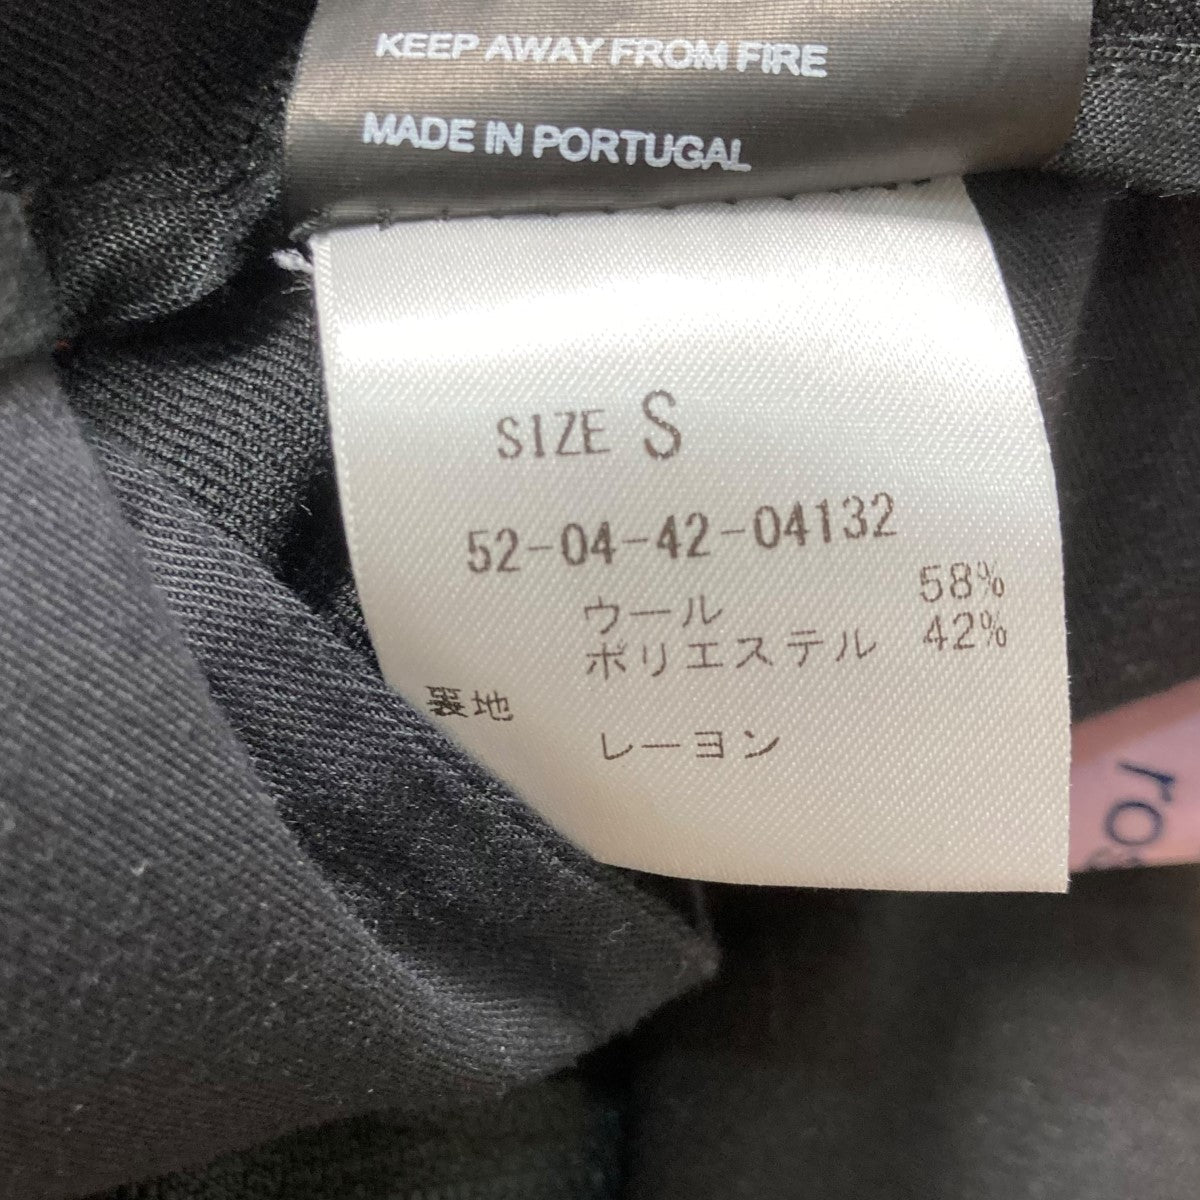 KEEP AWAY FROM FIRE
MADE IN PORTUGAL
SIZE S
52-04-42-04132
ウール 58%
ポリエステル 42%
裏地
レーヨン